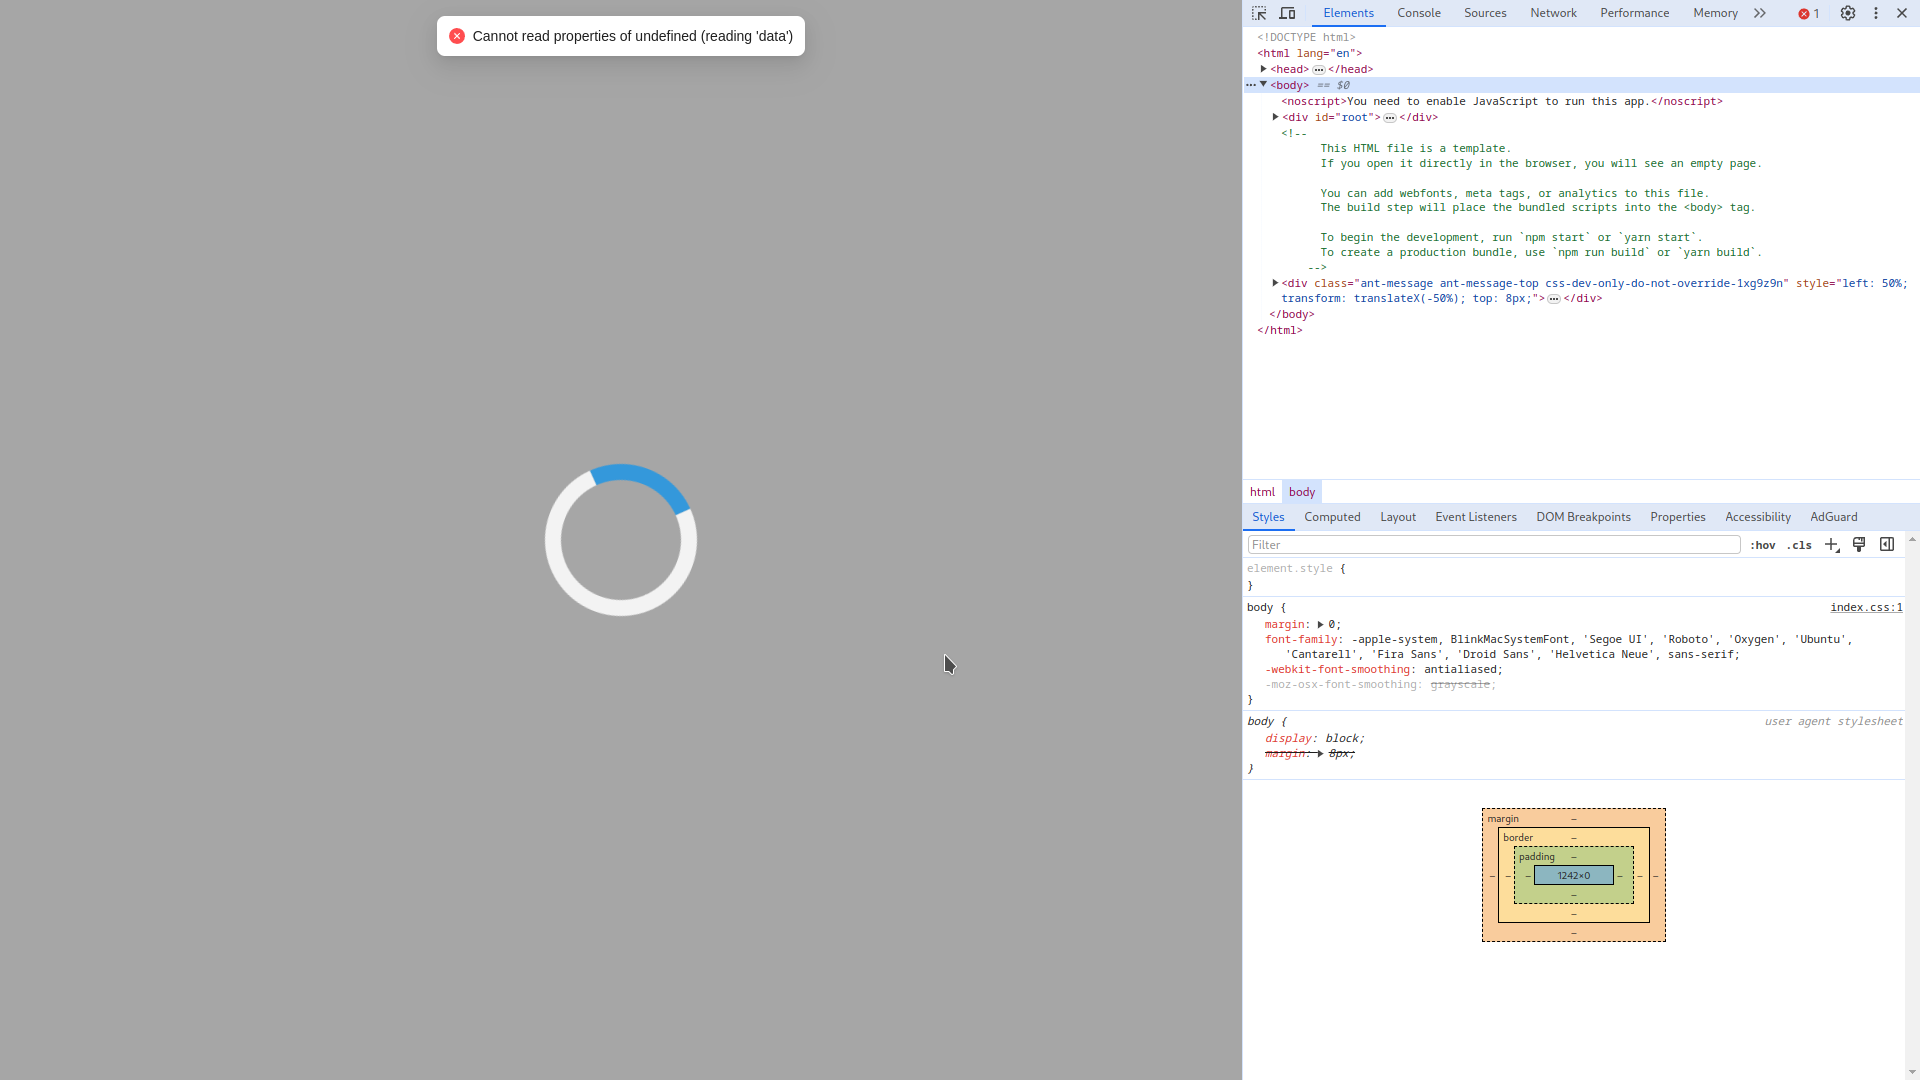 Cannot read properties of undefined (reading 'data')
Elements Console Sources Network Performance Memory 1
<!DOCTYPE html>
<html lang="en">
<head> … </head>
<body> == $0
<noscript>You need to enable JavaScript to run this app.</noscript>
<div id="root"> … </div>
<!--
This HTML file is a template.
If you open it directly in the browser, you will see an empty page.
You can add webfonts, meta tags, or analytics to this file.
The build step will place the bundled scripts into the <body> tag.
To begin the development, run `npm start` or `yarn start`.
To create a production bundle, use `npm run build` or `yarn build`.
-->
<div class="ant-message ant-message-top css-dev-only-do-not-override-1xg9z9n" style="left: 50%;
transform: translateX(-50%); top: 8px;"> … </div>
</body>
</html>
html body
Styles Computed Layout Event Listeners DOM Breakpoints Properties Accessibility AdGuard
Filter :hov .cls
element.style {
}
body { index.css:1
margin: 0;
font-family: -apple-system, BlinkMacSystemFont, 'Segoe UI', 'Roboto', 'Oxygen', 'Ubuntu',
'Cantarell', 'Fira Sans', 'Droid Sans', 'Helvetica Neue', sans-serif;
-webkit-font-smoothing: antialiased;
-moz-osx-font-smoothing: grayscale;
}
body { user agent stylesheet
display: block;
margin: 8px;
}
margin –
border –
padding –
– – – 1242×0 – – –
–
–
–